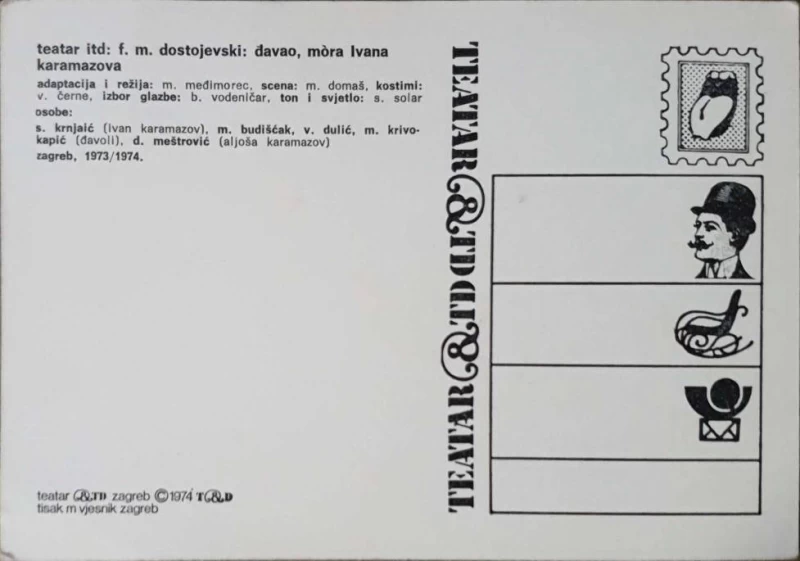 teatar itd: f. m. dostojevski: đavao, mòra Ivana
karamazova
adaptacija i režija: m. međimorec, scena: m. domaš, kostimi:
v. černe, izbor glazbe: b. vodeničar, ton i svjetlo: s. solar
osobe:
s. krnjaić (ivan karamazov), m. budišćak, v. dulić, m. krivo-
kapić (đavoli), d. meštrović (aljoša karamazov)
zagreb, 1973/1974.
teatar &TD zagreb ©1974 T&D
tisak m vjesnik zagreb
TEATAR &TD
TEATAR &TD